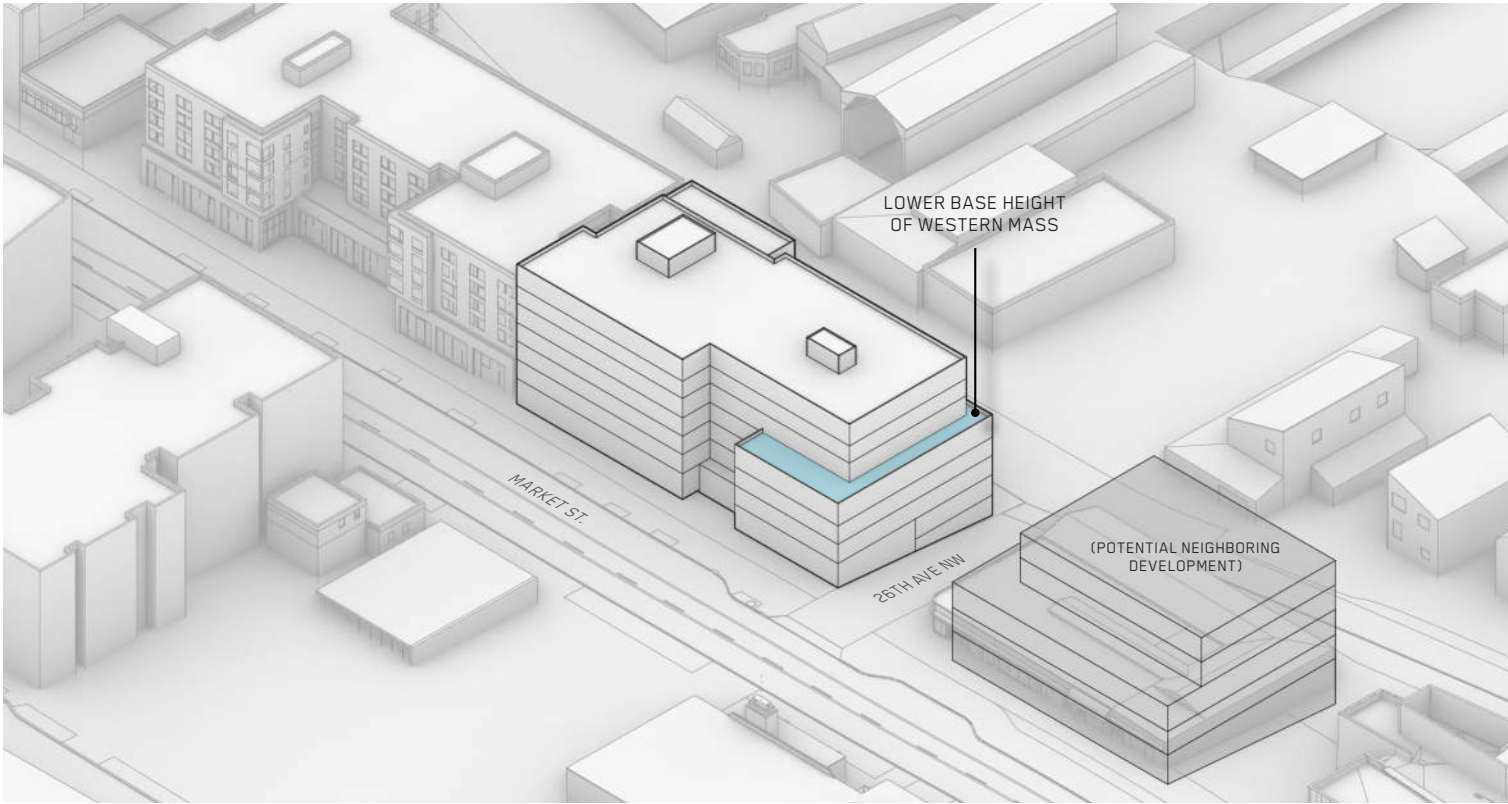 LOWER BASE HEIGHT
OF WESTERN MASS
MARKET ST.
(POTENTIAL NEIGHBORING
DEVELOPMENT)
26TH AVE NW